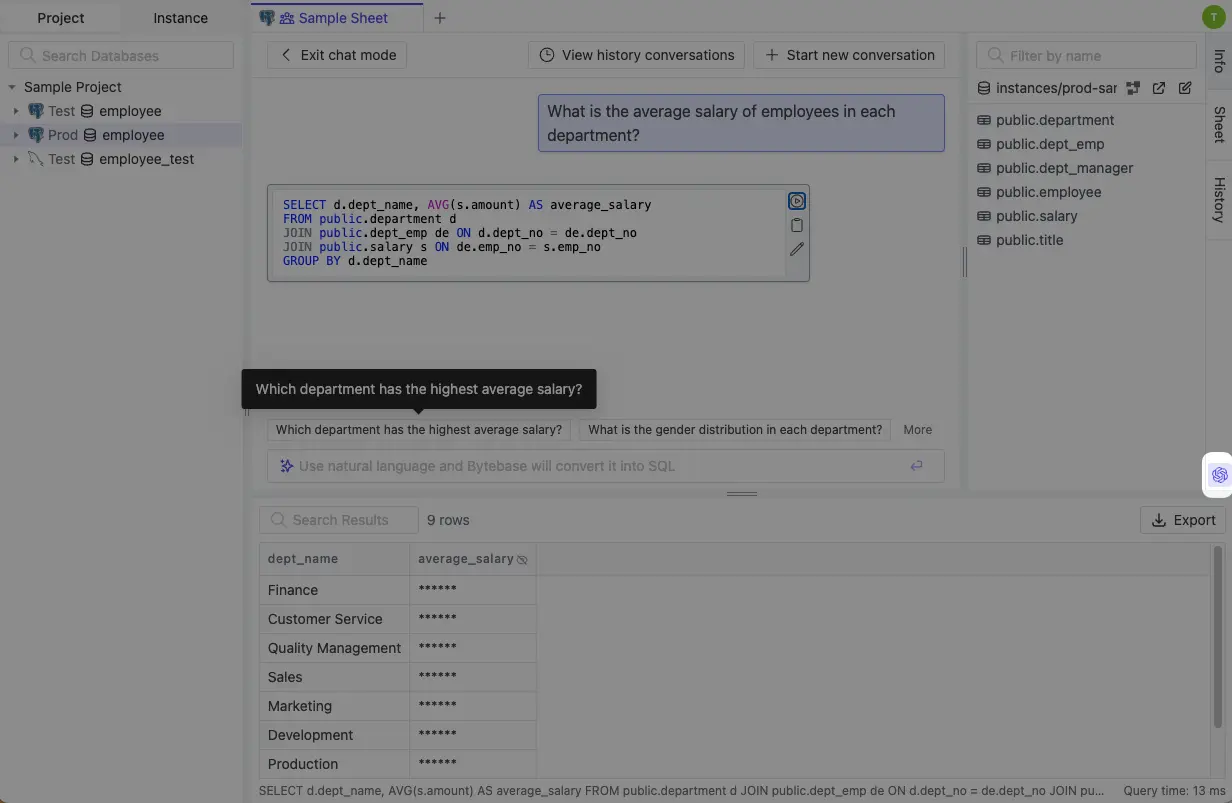 Project
Instance
Sample Sheet
T
Search Databases
Exit chat mode
View history conversations
Start new conversation
Filter by name
Info
Sample Project
instances/prod-sar
Test employee
Prod employee
Test employee_test
What is the average salary of employees in each
department?
public.department
public.dept_emp
public.dept_manager
public.employee
public.salary
public.title
Sheet
History
SELECT d.dept_name, AVG(s.amount) AS average_salary
FROM public.department d
JOIN public.dept_emp de ON d.dept_no = de.dept_no
JOIN public.salary s ON de.emp_no = s.emp_no
GROUP BY d.dept_name
Which department has the highest average salary?
Which department has the highest average salary?
What is the gender distribution in each department?
More
Use natural language and Bytebase will convert it into SQL
Search Results
9 rows
Export
dept_name average_salary
Finance ******
Customer Service ******
Quality Management ******
Sales ******
Marketing ******
Development ******
Production ******
SELECT d.dept_name, AVG(s.amount) AS average_salary FROM public.department d JOIN public.dept_emp de ON d.dept_no = de.dept_no JOIN pu...
Query time: 13 ms